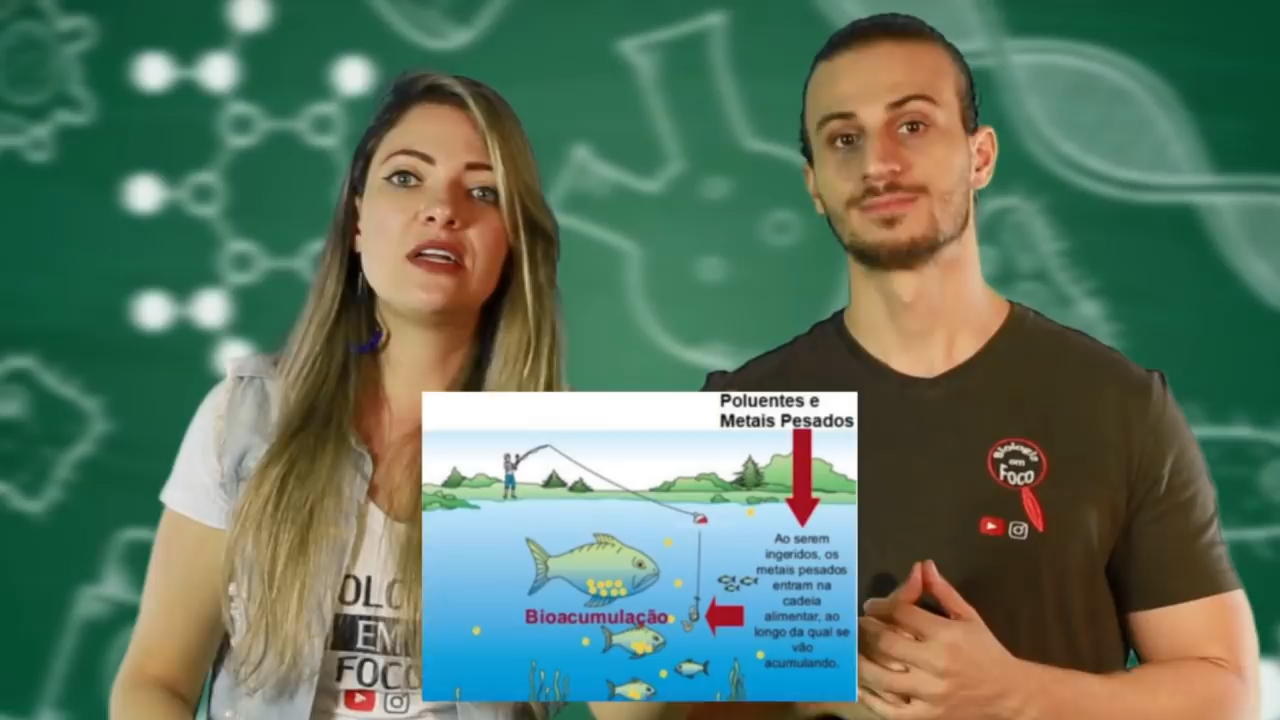 Poluentes e
Metais Pesados
Ao serem
ingeridos, os
metais pesados
entram na
cadeia
alimentar, ao
longo da qual se
vão
acumulando.
Bioacumulação
EM
FOCO
Biologia
em
FOCO